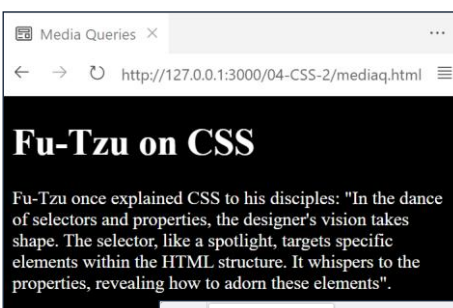 Media Queries
http://127.0.0.1:3000/04-CSS-2/mediaq.html
Fu-Tzu on CSS
Fu-Tzu once explained CSS to his disciples: "In the dance
of selectors and properties, the designer's vision takes
shape. The selector, like a spotlight, targets specific
elements within the HTML structure. It whispers to the
properties, revealing how to adorn these elements".